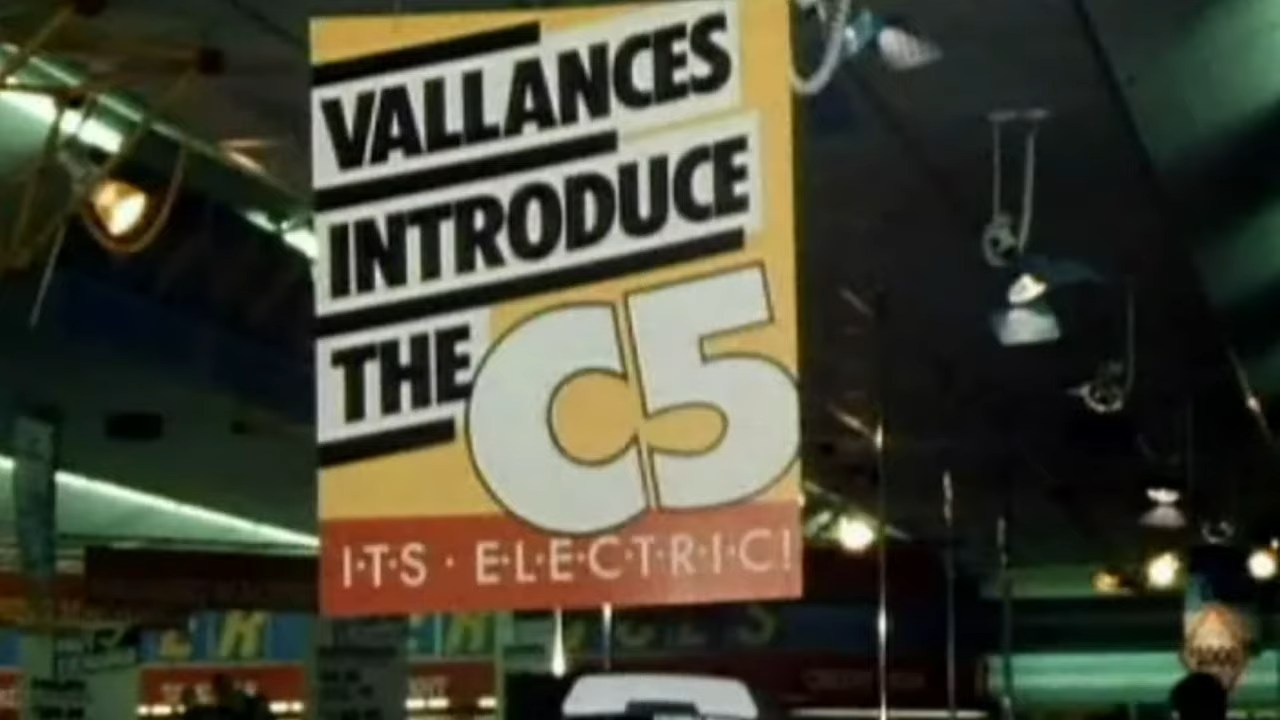 VALLANCES
INTRODUCE
THE C5
I·T·S · E·L·E·C·T·R·I·C!